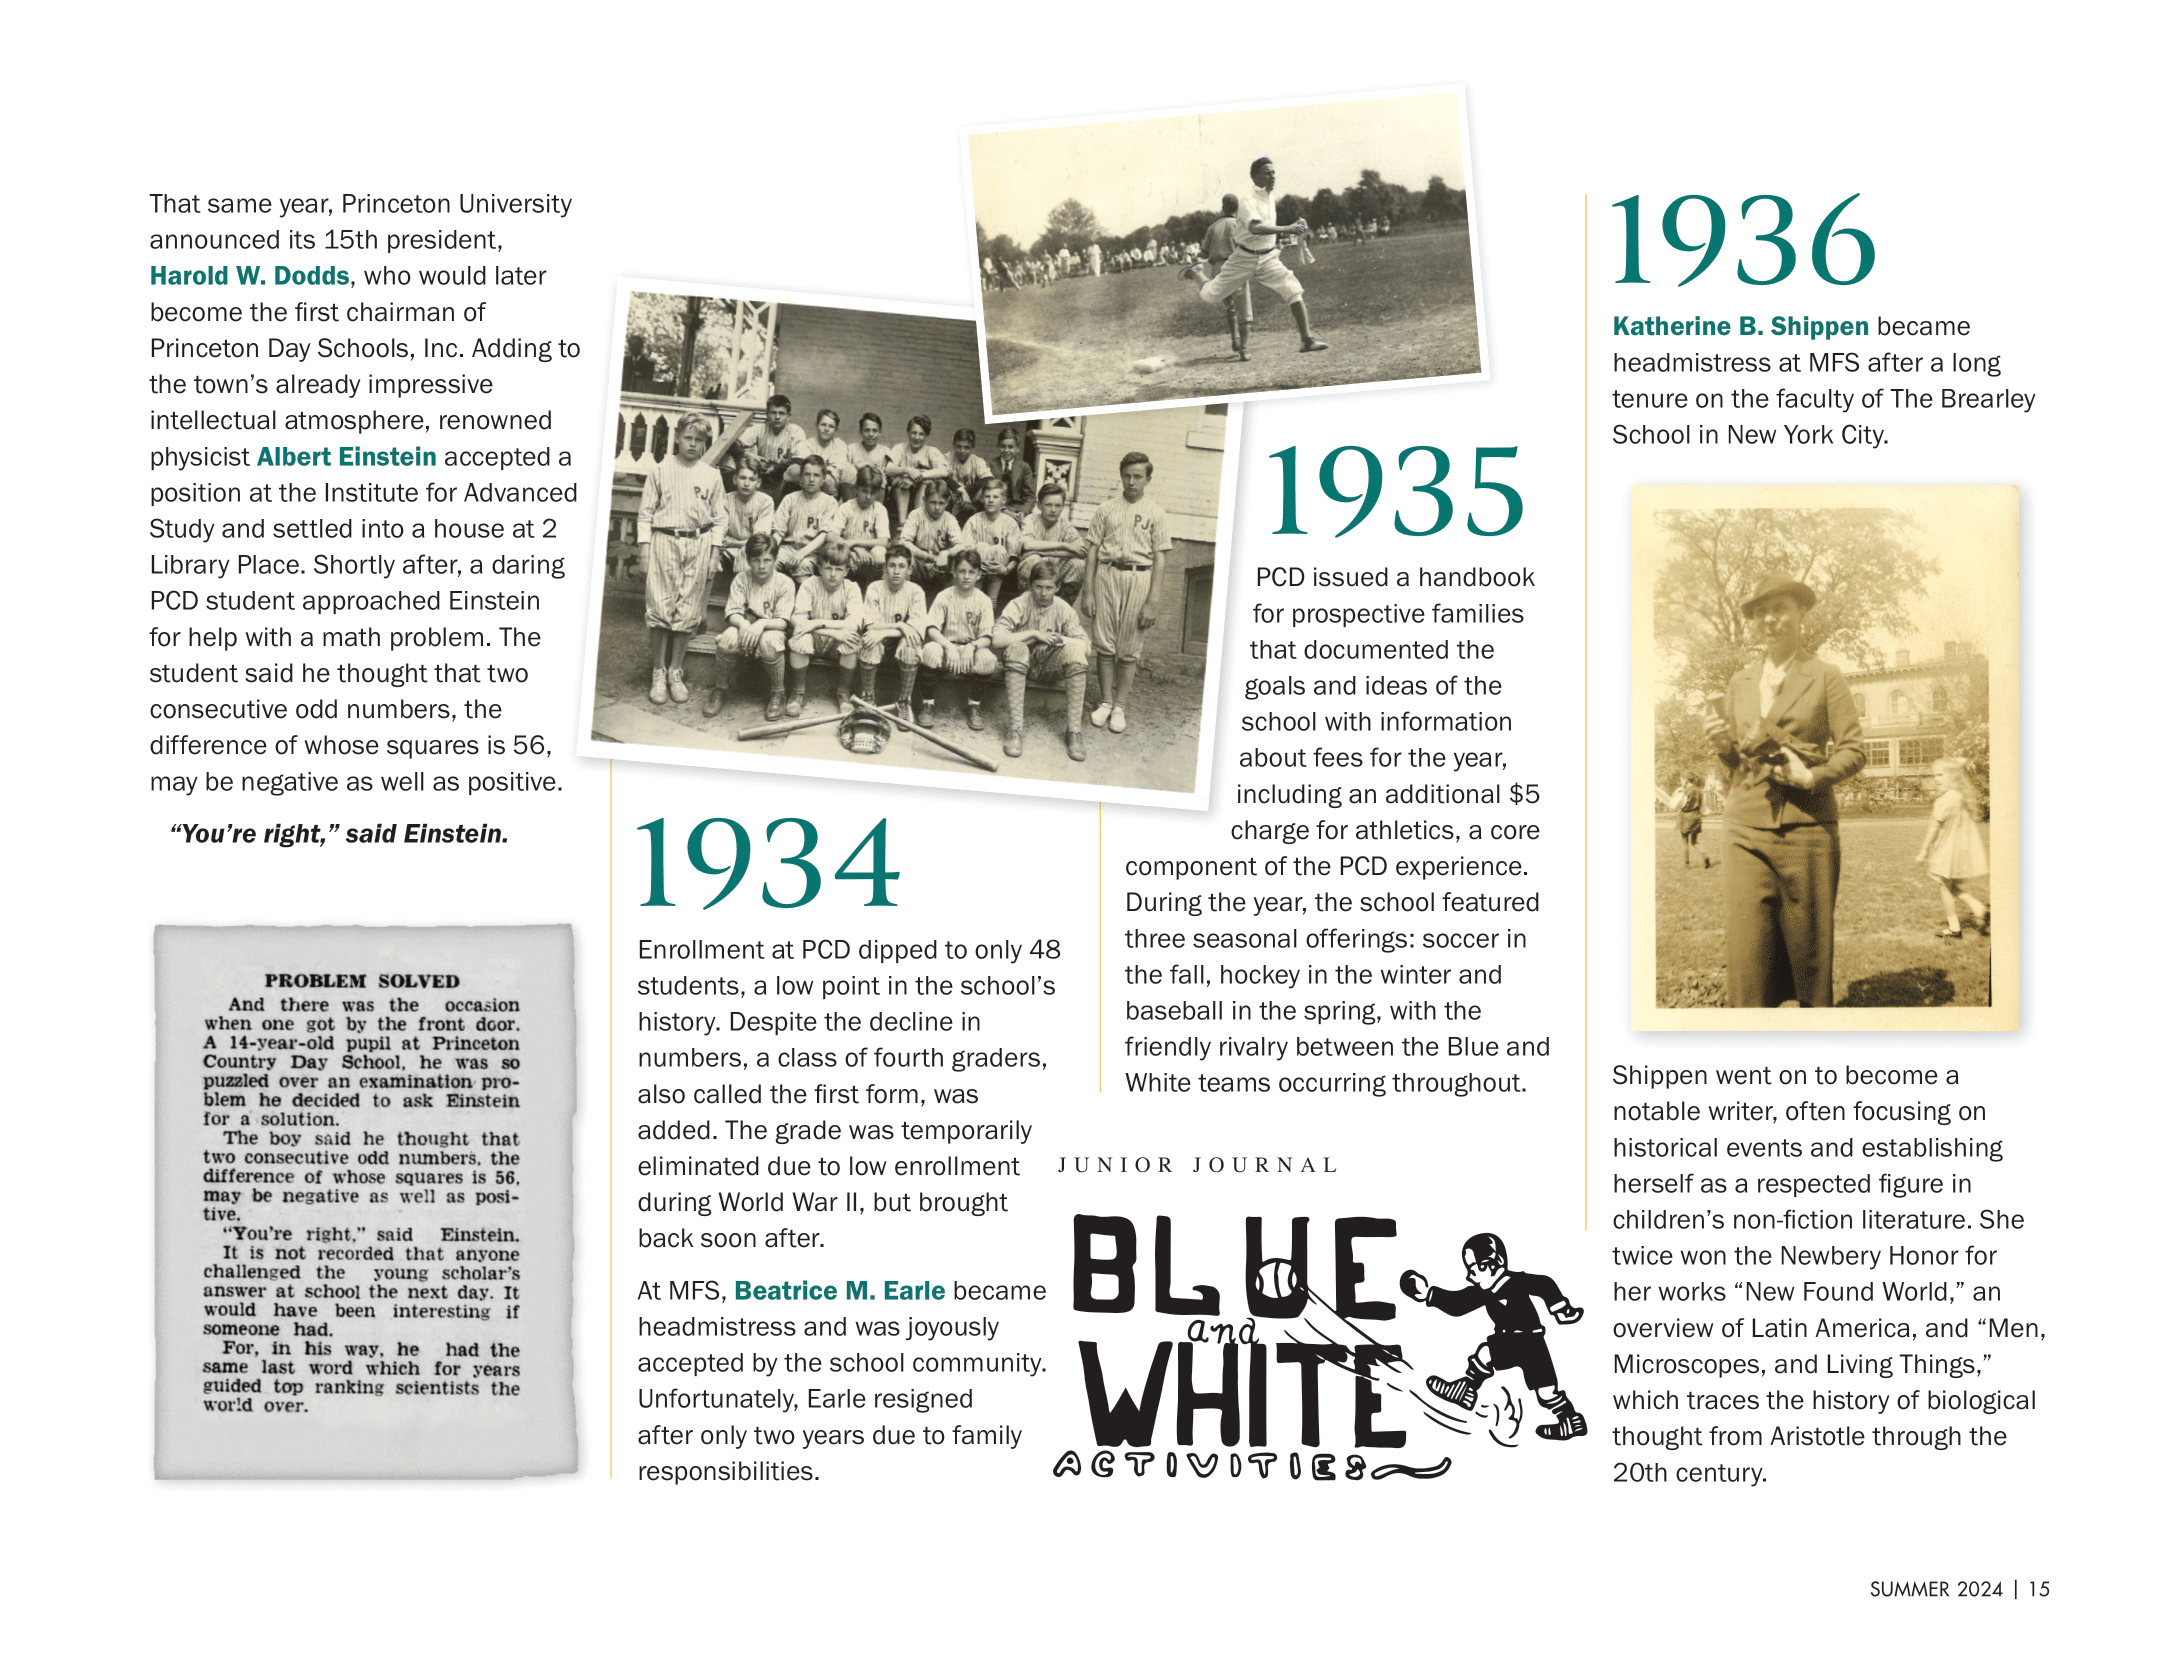 That same year, Princeton University
announced its 15th president,
Harold W. Dodds, who would later
become the first chairman of
Princeton Day Schools, Inc. Adding to
the town’s already impressive
intellectual atmosphere, renowned
physicist Albert Einstein accepted a
position at the Institute for Advanced
Study and settled into a house at 2
Library Place. Shortly after, a daring
PCD student approached Einstein
for help with a math problem. The
student said he thought that two
consecutive odd numbers, the
difference of whose squares is 56,
may be negative as well as positive.
“You’re right,” said Einstein.
PROBLEM SOLVED
And there was the occasion
when one got by the front door.
A 14-year-old pupil at Princeton
Country Day School, he was so
puzzled over an examination pro-
blem he decided to ask Einstein
for a solution.
The boy said he thought that
two consecutive odd numbers, the
difference of whose squares is 56,
may be negative as well as posi-
tive.
“You’re right,” said Einstein.
It is not recorded that anyone
challenged the young scholar’s
answer at school the next day. It
would have been interesting if
someone had.
For, in his way, he had the
same last word which for years
guided top ranking scientists the
world over.
1934
Enrollment at PCD dipped to only 48
students, a low point in the school’s
history. Despite the decline in
numbers, a class of fourth graders,
also called the first form, was
added. The grade was temporarily
eliminated due to low enrollment
during World War II, but brought
back soon after.
At MFS, Beatrice M. Earle became
headmistress and was joyously
accepted by the school community.
Unfortunately, Earle resigned
after only two years due to family
responsibilities.
1935
PCD issued a handbook
for prospective families
that documented the
goals and ideas of the
school with information
about fees for the year,
including an additional $5
charge for athletics, a core
component of the PCD experience.
During the year, the school featured
three seasonal offerings: soccer in
the fall, hockey in the winter and
baseball in the spring, with the
friendly rivalry between the Blue and
White teams occurring throughout.
JUNIOR JOURNAL
BLUE
and
WHITE
ACTIVITIES
1936
Katherine B. Shippen became
headmistress at MFS after a long
tenure on the faculty of The Brearley
School in New York City.
Shippen went on to become a
notable writer, often focusing on
historical events and establishing
herself as a respected figure in
children’s non-fiction literature. She
twice won the Newbery Honor for
her works “New Found World,” an
overview of Latin America, and “Men,
Microscopes, and Living Things,”
which traces the history of biological
thought from Aristotle through the
20th century.
SUMMER 2024 | 15